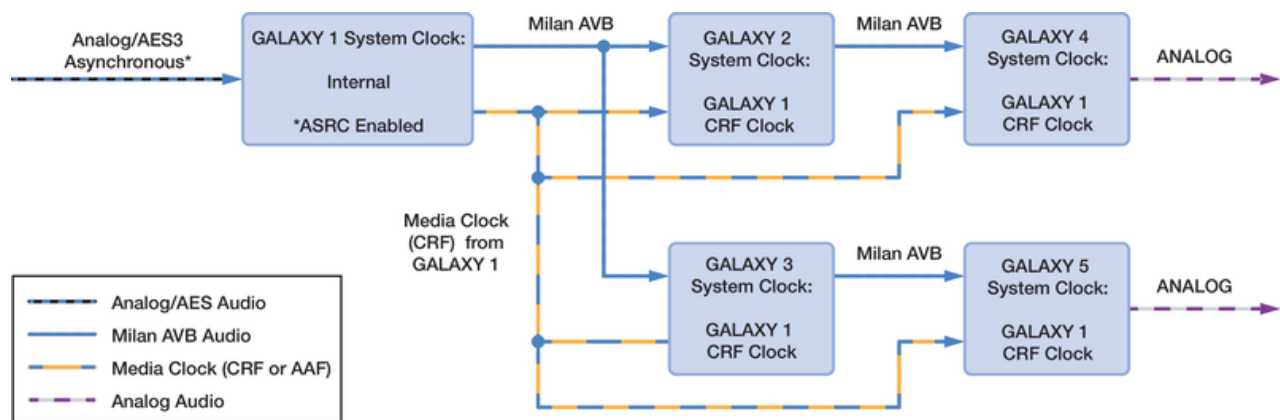 Analog/AES3
Asynchronous*
GALAXY 1 System Clock:
Internal
*ASRC Enabled
Milan AVB
GALAXY 2
System Clock:
GALAXY 1
CRF Clock
Milan AVB
GALAXY 4
System Clock:
GALAXY 1
CRF Clock
ANALOG
Media Clock
(CRF) from
GALAXY 1
GALAXY 3
System Clock:
GALAXY 1
CRF Clock
Milan AVB
GALAXY 5
System Clock:
GALAXY 1
CRF Clock
ANALOG
Analog/AES Audio
Milan AVB Audio
Media Clock (CRF or AAF)
Analog Audio